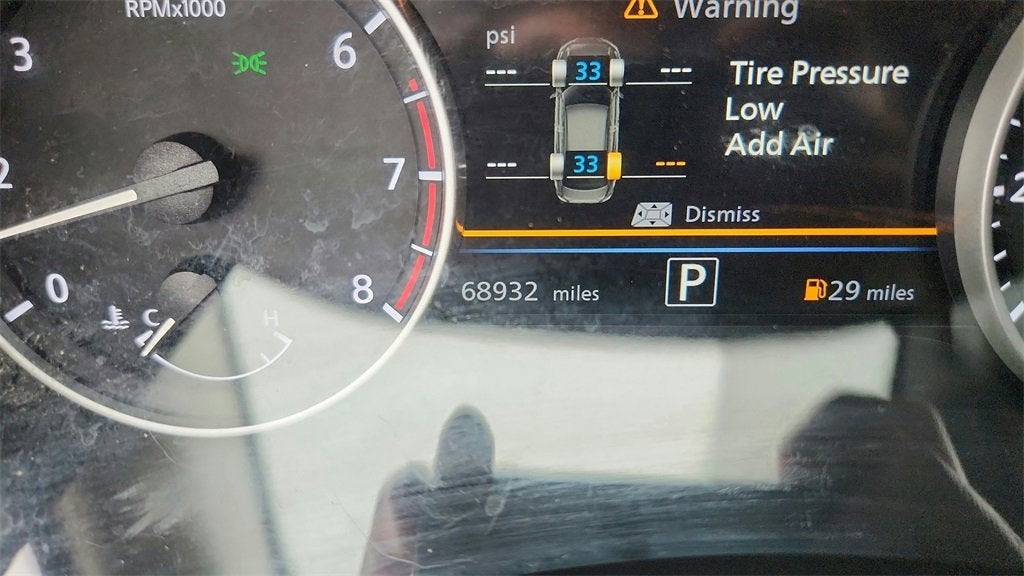 RPMx1000
3
6
2
7
0
8
C
H
Warning
psi
--- 33 ---
--- 33 ---
Tire Pressure
Low
Add Air
Dismiss
68932 miles
P
29 miles
2